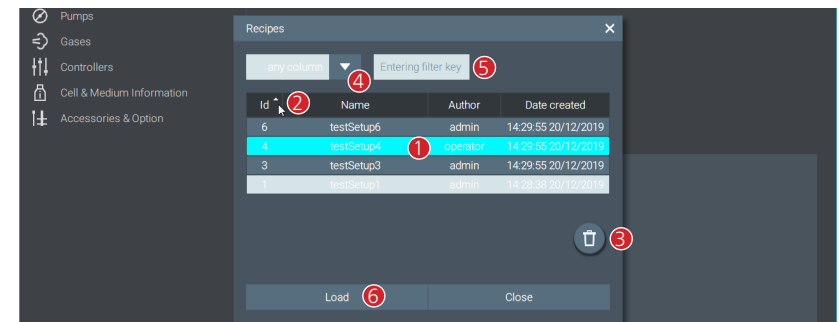 Pumps
Gases
Controllers
Cell & Medium Information
Accessories & Option
Recipes
any column
4
Entering filter key
5
Id 2 Name Author Date created
6 testSetup6 admin 14:29:55 20/12/2019
4 testSetup4 1 operator 14:29:55 20/12/2019
3 testSetup3 admin 14:29:55 20/12/2019
1 testSetup1 admin 14:28:38 20/12/2019
3
Load 6 Close